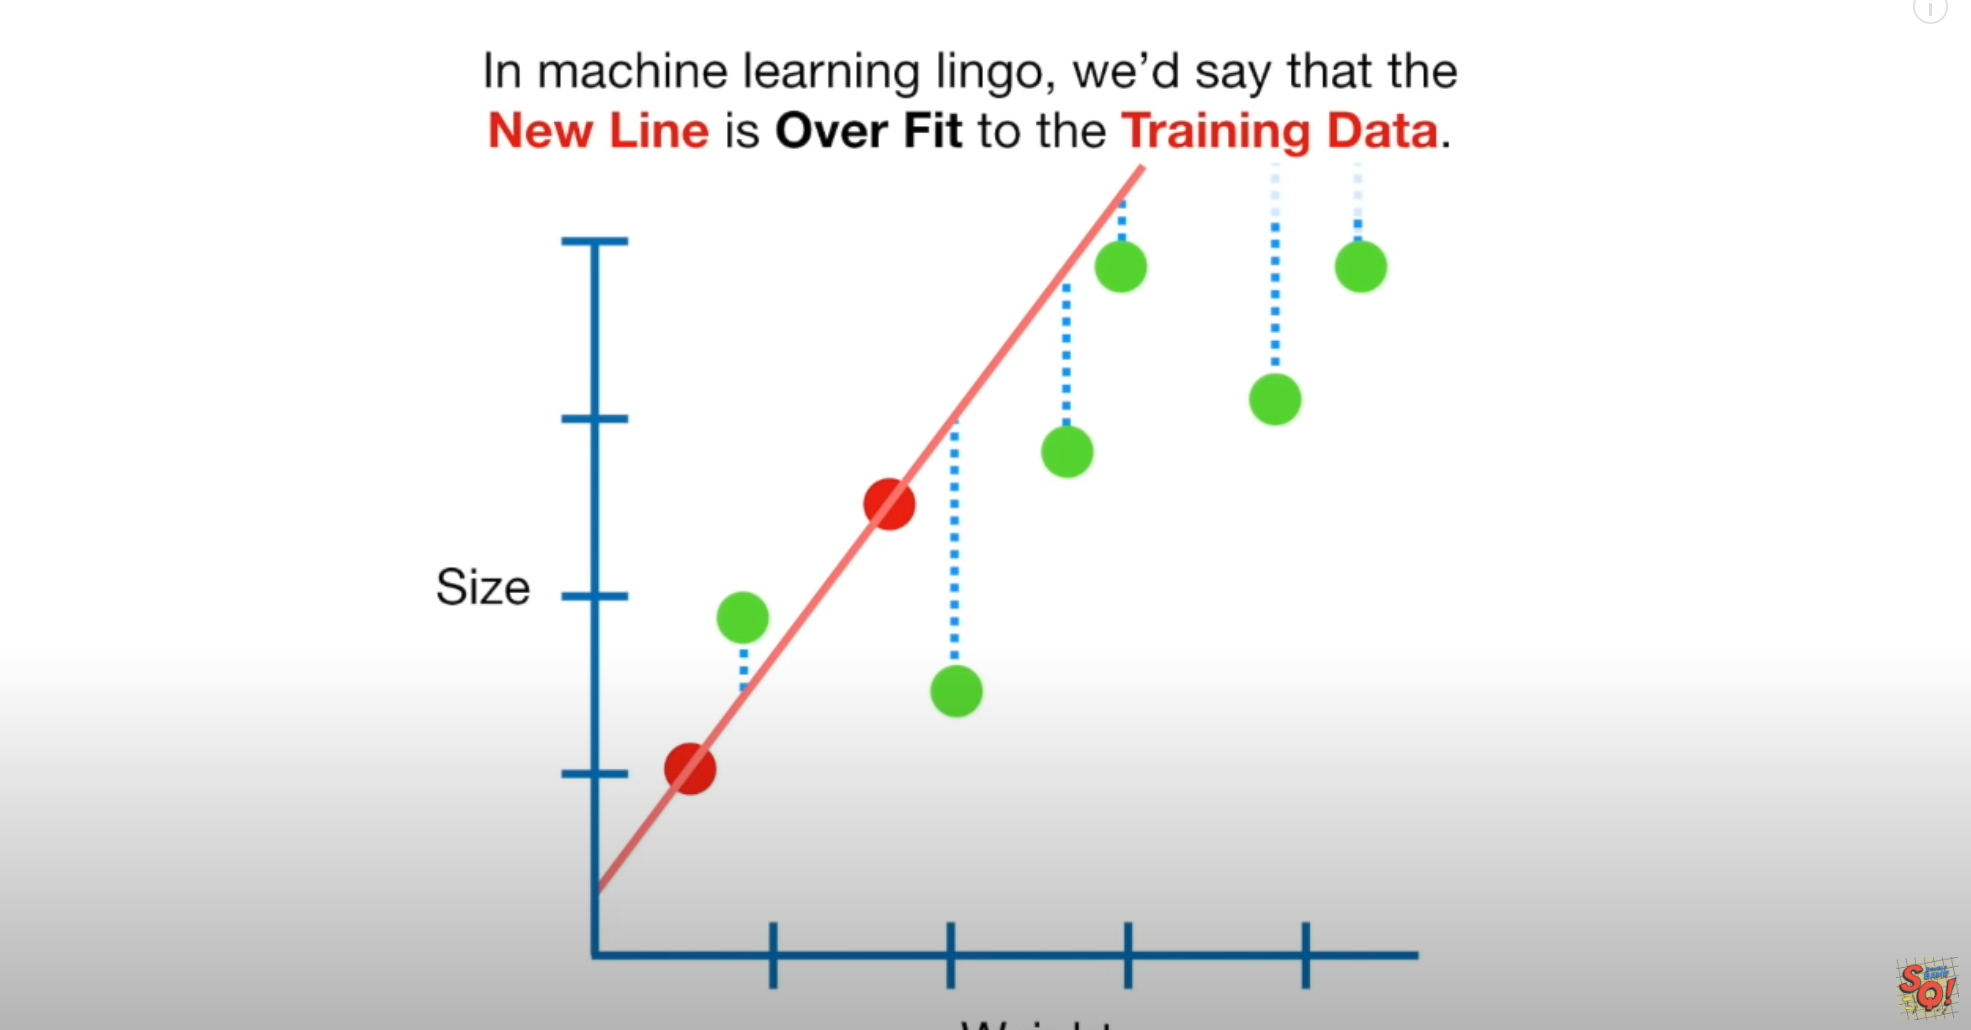 In machine learning lingo, we'd say that the
New Line is Over Fit to the Training Data.
Size
Weight
SQ!